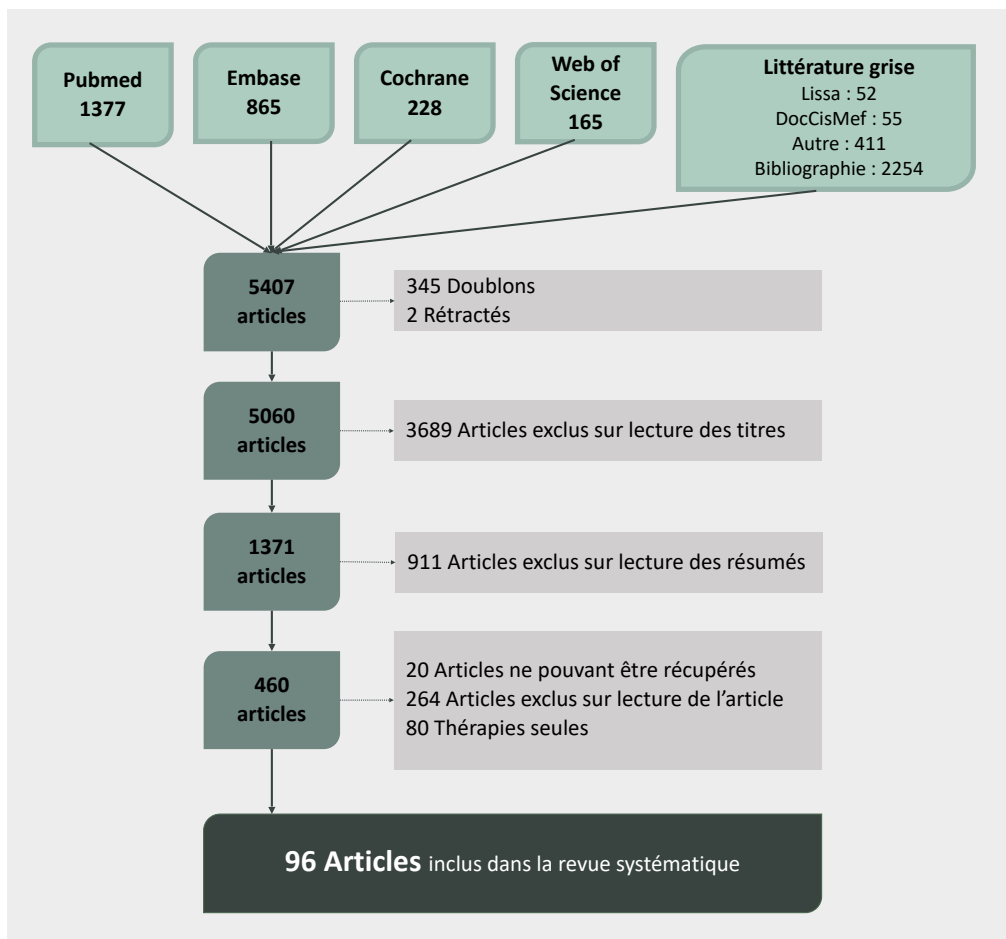 Pubmed
1377
Embase
865
Cochrane
228
Web of
Science
165
Littérature grise
Lissa : 52
DocCisMef : 55
Autre : 411
Bibliographie : 2254
5407
articles
345 Doublons
2 Rétractés
5060
articles
3689 Articles exclus sur lecture des titres
1371
articles
911 Articles exclus sur lecture des résumés
460
articles
20 Articles ne pouvant être récupérés
264 Articles exclus sur lecture de l’article
80 Thérapies seules
96 Articles inclus dans la revue systématique